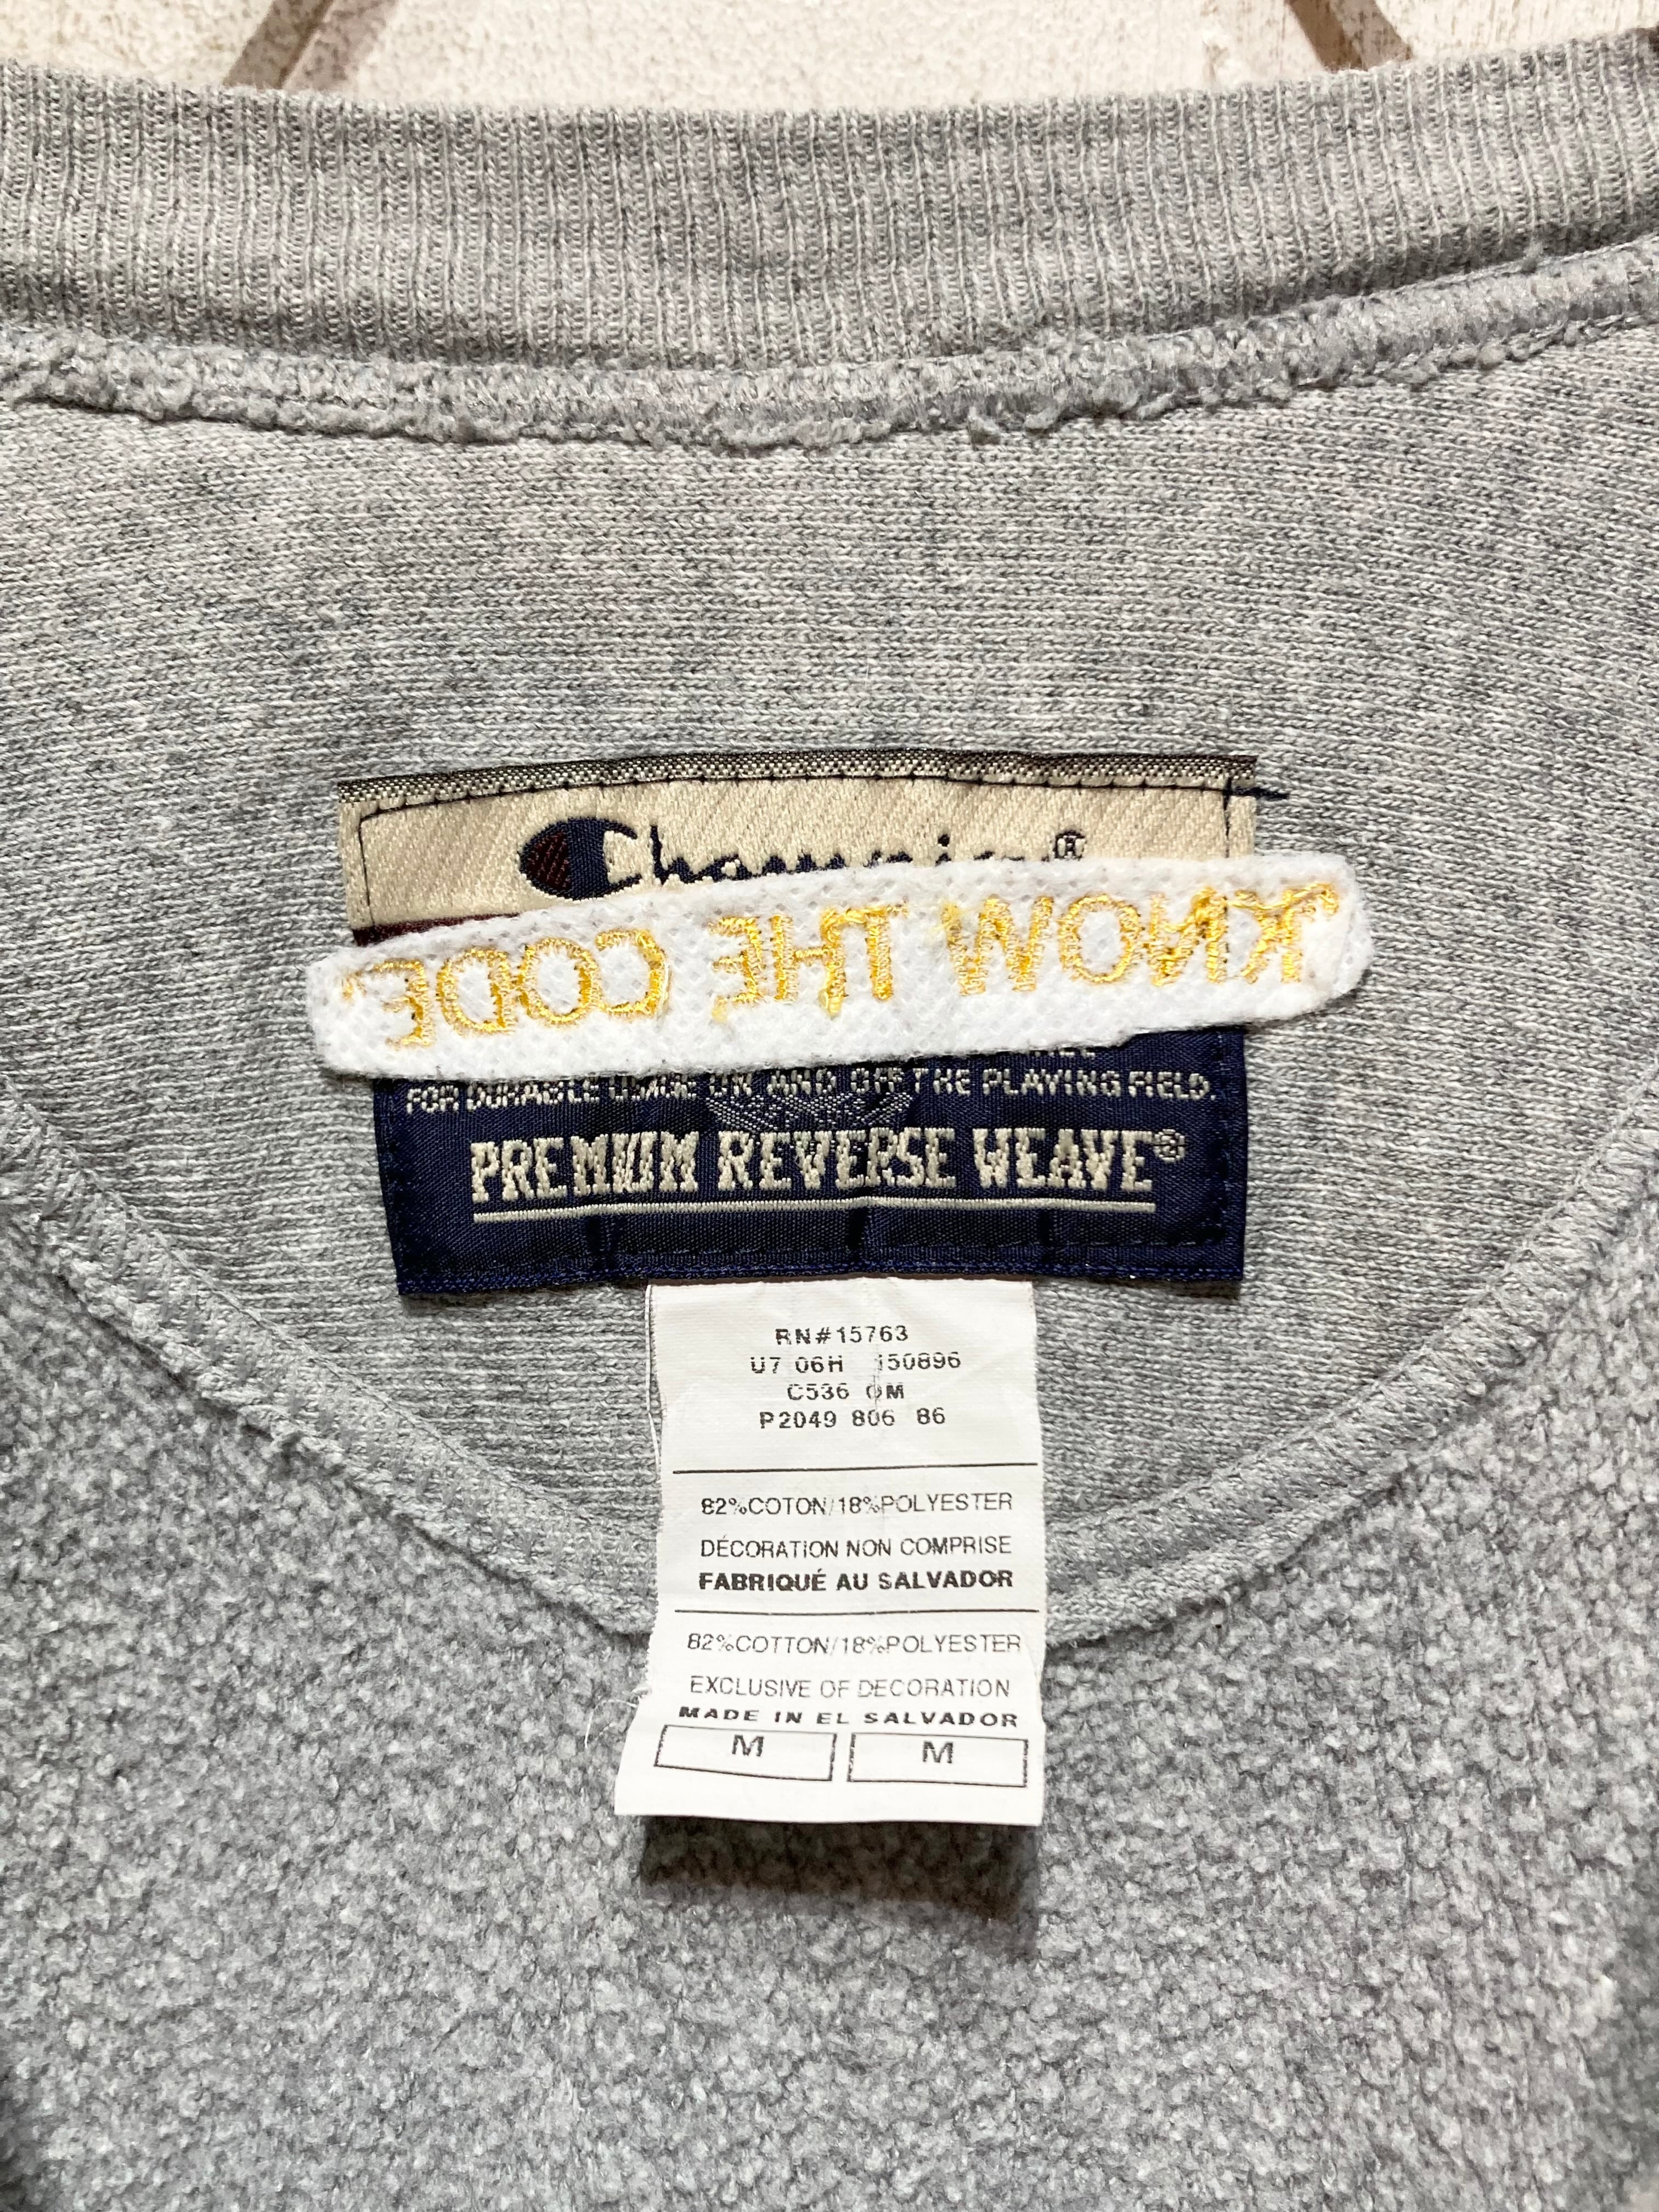 Champion®
KNOW THE CODE
FOR DURABLE USAGE ON AND OFF THE PLAYING FIELD.
PREMIUM REVERSE WEAVE®
RN#15763
U7 06H 150896
C536 OM
P2049 806 86
82%COTON/18%POLYESTER
DÉCORATION NON COMPRISE
FABRIQUÉ AU SALVADOR
82%COTTON/18%POLYESTER
EXCLUSIVE OF DECORATION
MADE IN EL SALVADOR
M M